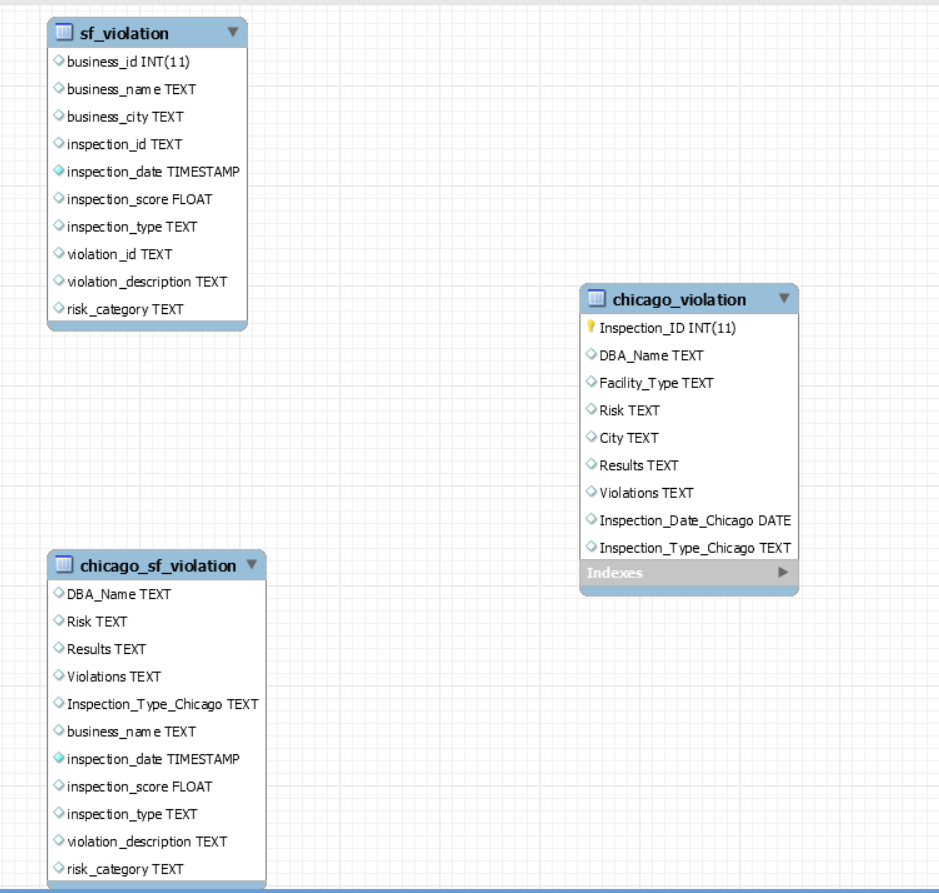 sf_violation
business_id INT(11)
business_name TEXT
business_city TEXT
inspection_id TEXT
inspection_date TIMESTAMP
inspection_score FLOAT
inspection_type TEXT
violation_id TEXT
violation_description TEXT
risk_category TEXT
chicago_violation
Inspection_ID INT(11)
DBA_Name TEXT
Facility_Type TEXT
Risk TEXT
City TEXT
Results TEXT
Violations TEXT
Inspection_Date_Chicago DATE
Inspection_Type_Chicago TEXT
Indexes
chicago_sf_violation
DBA_Name TEXT
Risk TEXT
Results TEXT
Violations TEXT
Inspection_Type_Chicago TEXT
business_name TEXT
inspection_date TIMESTAMP
inspection_score FLOAT
inspection_type TEXT
violation_description TEXT
risk_category TEXT